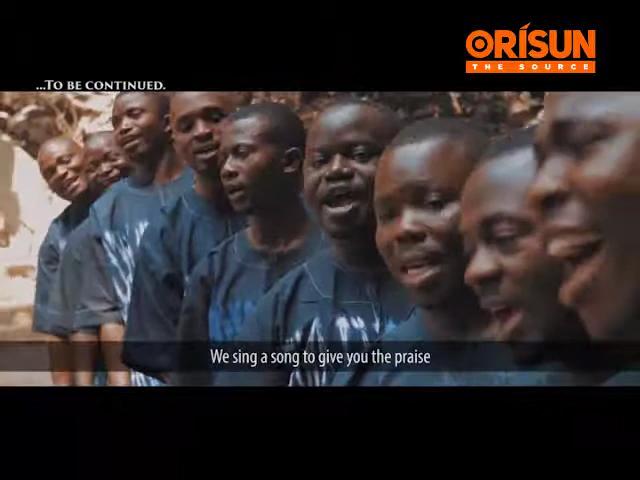 ORÍSUN
THE SOURCE
...TO BE CONTINUED.
We sing a song to give you the praise